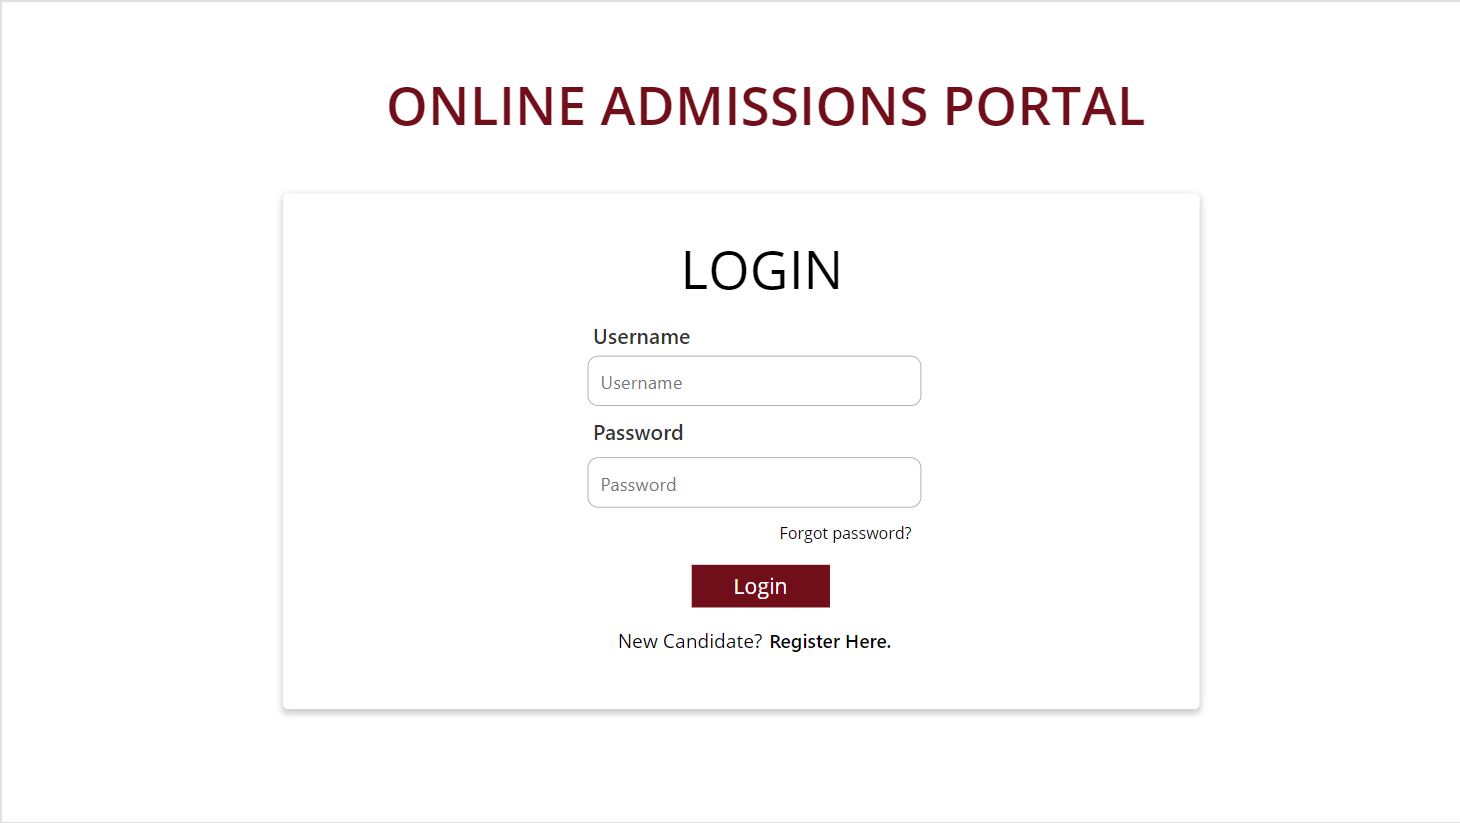 ONLINE ADMISSIONS PORTAL
LOGIN
Username
Username
Password
Password
Forgot password?
Login
New Candidate? Register Here.